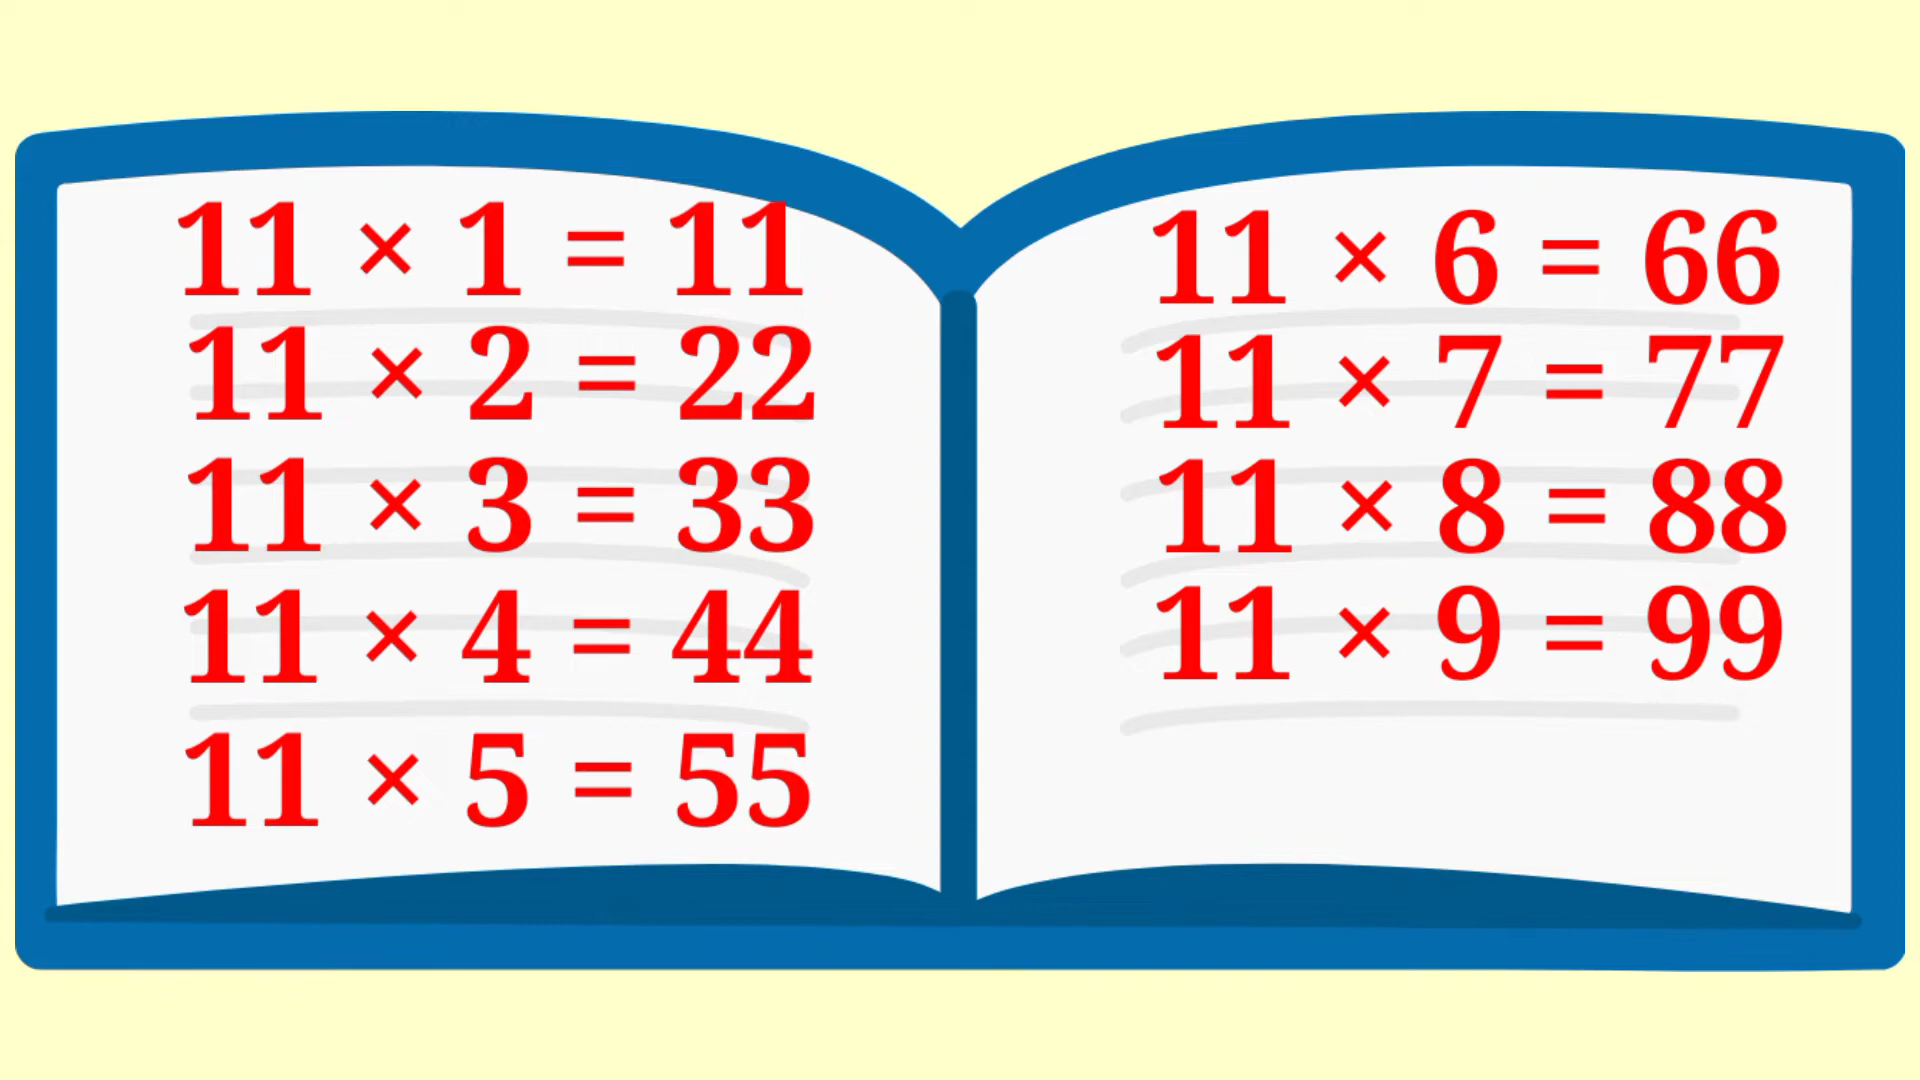 11 × 1 = 11
11 × 2 = 22
11 × 3 = 33
11 × 4 = 44
11 × 5 = 55
11 × 6 = 66
11 × 7 = 77
11 × 8 = 88
11 × 9 = 99